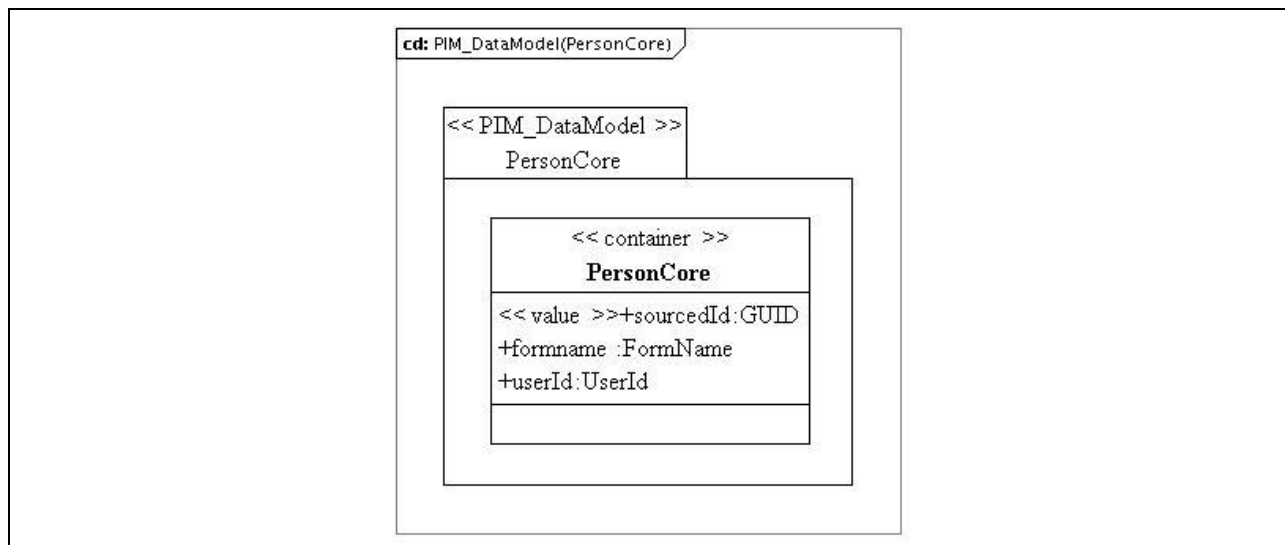 cd: PIM_DataModel(PersonCore)
<< PIM_DataModel >>
PersonCore
<< container >>
PersonCore
<< value >>+sourcedId:GUID
+formname :FormName
+userId:UserId